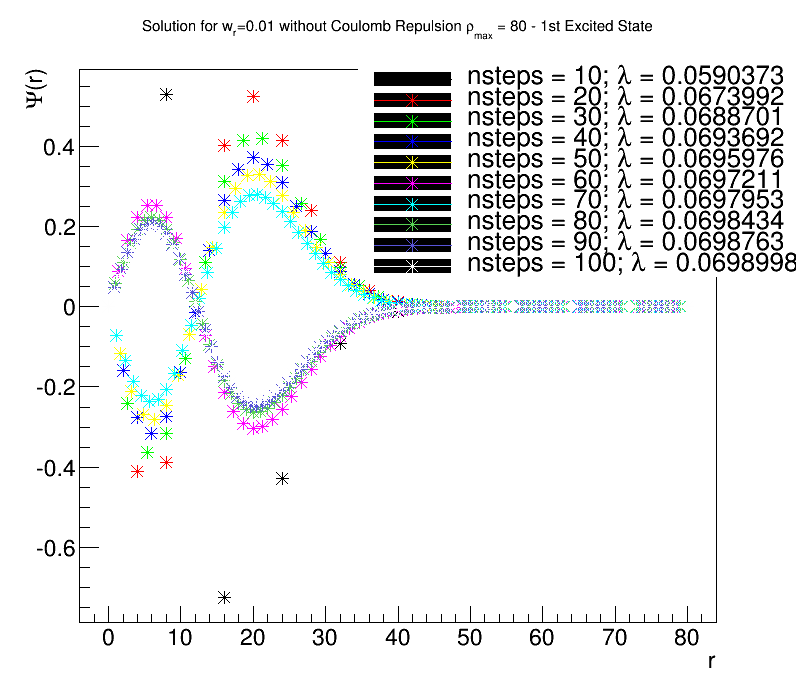 Solution for wr=0.01 without Coulomb Repulsion ρmax = 80 - 1st Excited State
Ψ(r)
nsteps = 10; λ = 0.0590373
nsteps = 20; λ = 0.0673992
nsteps = 30; λ = 0.0688701
nsteps = 40; λ = 0.0693692
nsteps = 50; λ = 0.0695976
nsteps = 60; λ = 0.0697211
nsteps = 70; λ = 0.0697953
nsteps = 80; λ = 0.0698434
nsteps = 90; λ = 0.0698763
nsteps = 100; λ = 0.0698998
0.4
0.2
0
-0.2
-0.4
-0.6
0 10 20 30 40 50 60 70 80
r